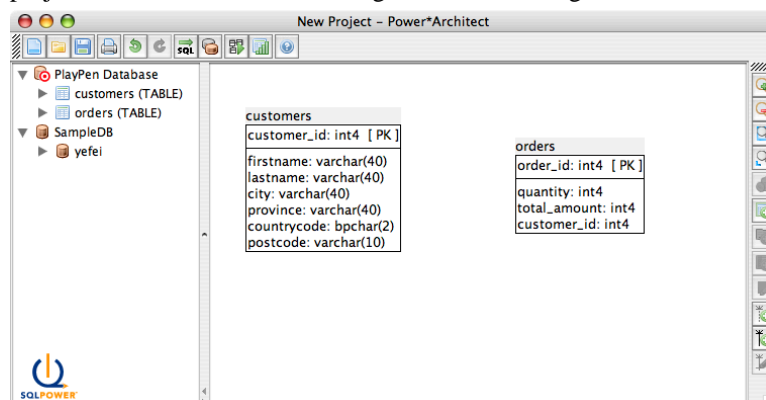 New Project – Power*Architect
SQL
PlayPen Database
customers (TABLE)
orders (TABLE)
SampleDB
yefei
customers
customer_id: int4 [ PK ]
firstname: varchar(40)
lastname: varchar(40)
city: varchar(40)
province: varchar(40)
countrycode: bpchar(2)
postcode: varchar(10)
orders
order_id: int4 [ PK ]
quantity: int4
total_amount: int4
customer_id: int4
SQLPOWER